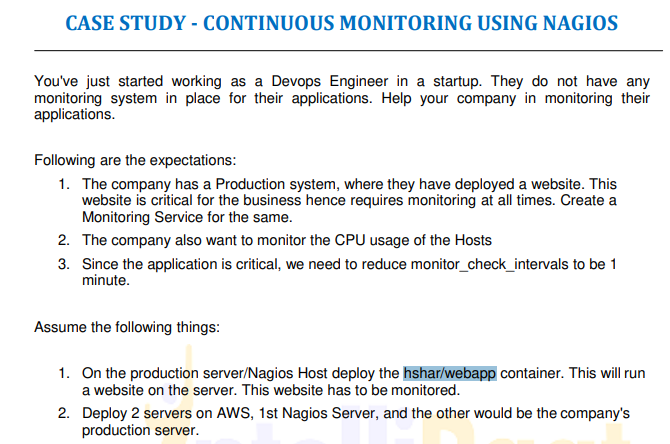 CASE STUDY - CONTINUOUS MONITORING USING NAGIOS
You've just started working as a Devops Engineer in a startup. They do not have any
monitoring system in place for their applications. Help your company in monitoring their
applications.
Following are the expectations:
1. The company has a Production system, where they have deployed a website. This
website is critical for the business hence requires monitoring at all times. Create a
Monitoring Service for the same.
2. The company also want to monitor the CPU usage of the Hosts
3. Since the application is critical, we need to reduce monitor_check_intervals to be 1
minute.
Assume the following things:
1. On the production server/Nagios Host deploy the hshar/webapp container. This will run
a website on the server. This website has to be monitored.
2. Deploy 2 servers on AWS, 1st Nagios Server, and the other would be the company's
production server.